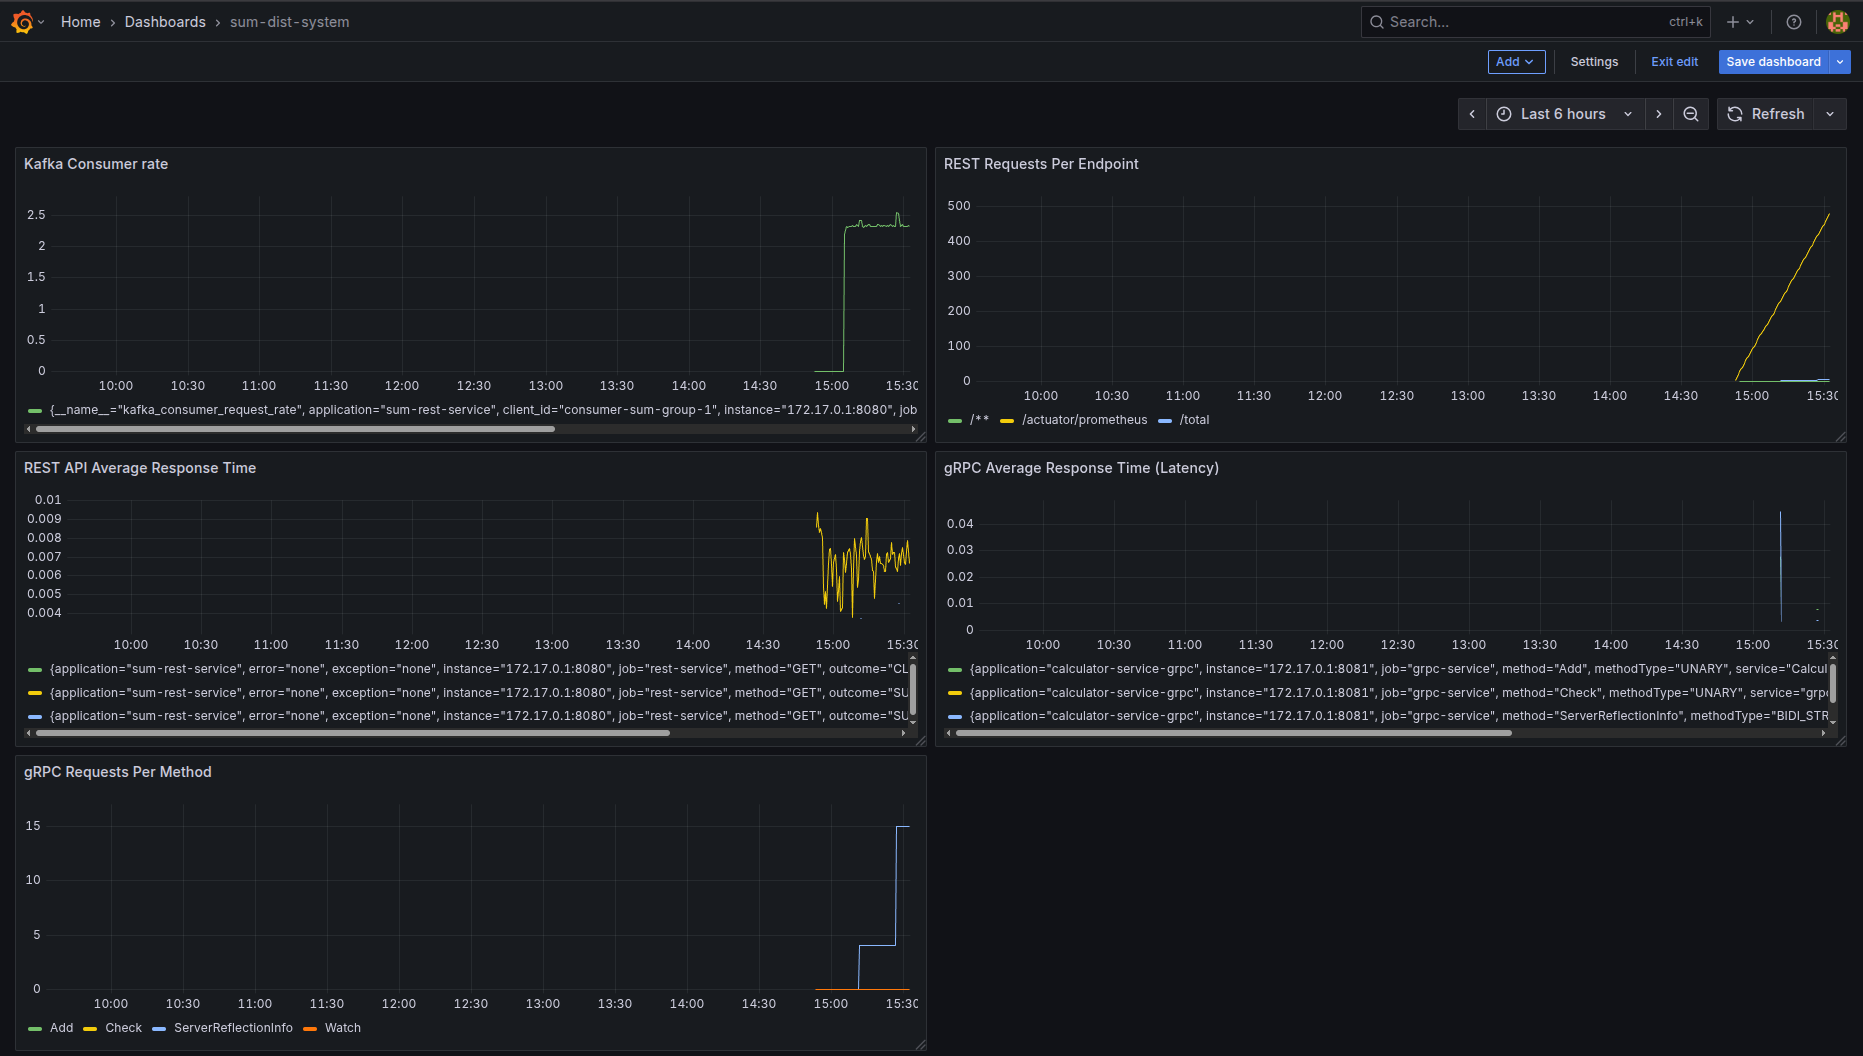 Home › Dashboards › sum-dist-system
Search... ctrl+k
Add Settings Exit edit Save dashboard
Last 6 hours Refresh
Kafka Consumer rate
2.5
2
1.5
1
0.5
0
10:00 10:30 11:00 11:30 12:00 12:30 13:00 13:30 14:00 14:30 15:00 15:30
{__name__="kafka_consumer_request_rate", application="sum-rest-service", client_id="consumer-sum-group-1", instance="172.17.0.1:8080", job
REST Requests Per Endpoint
500
400
300
200
100
0
10:00 10:30 11:00 11:30 12:00 12:30 13:00 13:30 14:00 14:30 15:00 15:30
/** /actuator/prometheus /total
REST API Average Response Time
0.01
0.009
0.008
0.007
0.006
0.005
0.004
10:00 10:30 11:00 11:30 12:00 12:30 13:00 13:30 14:00 14:30 15:00 15:30
{application="sum-rest-service", error="none", exception="none", instance="172.17.0.1:8080", job="rest-service", method="GET", outcome="CL
{application="sum-rest-service", error="none", exception="none", instance="172.17.0.1:8080", job="rest-service", method="GET", outcome="SU
{application="sum-rest-service", error="none", exception="none", instance="172.17.0.1:8080", job="rest-service", method="GET", outcome="SU
gRPC Average Response Time (Latency)
0.04
0.03
0.02
0.01
0
10:00 10:30 11:00 11:30 12:00 12:30 13:00 13:30 14:00 14:30 15:00 15:30
{application="calculator-service-grpc", instance="172.17.0.1:8081", job="grpc-service", method="Add", methodType="UNARY", service="Calcul
{application="calculator-service-grpc", instance="172.17.0.1:8081", job="grpc-service", method="Check", methodType="UNARY", service="grpc
{application="calculator-service-grpc", instance="172.17.0.1:8081", job="grpc-service", method="ServerReflectionInfo", methodType="BIDI_STR
gRPC Requests Per Method
15
10
5
0
10:00 10:30 11:00 11:30 12:00 12:30 13:00 13:30 14:00 14:30 15:00 15:30
Add Check ServerReflectionInfo Watch